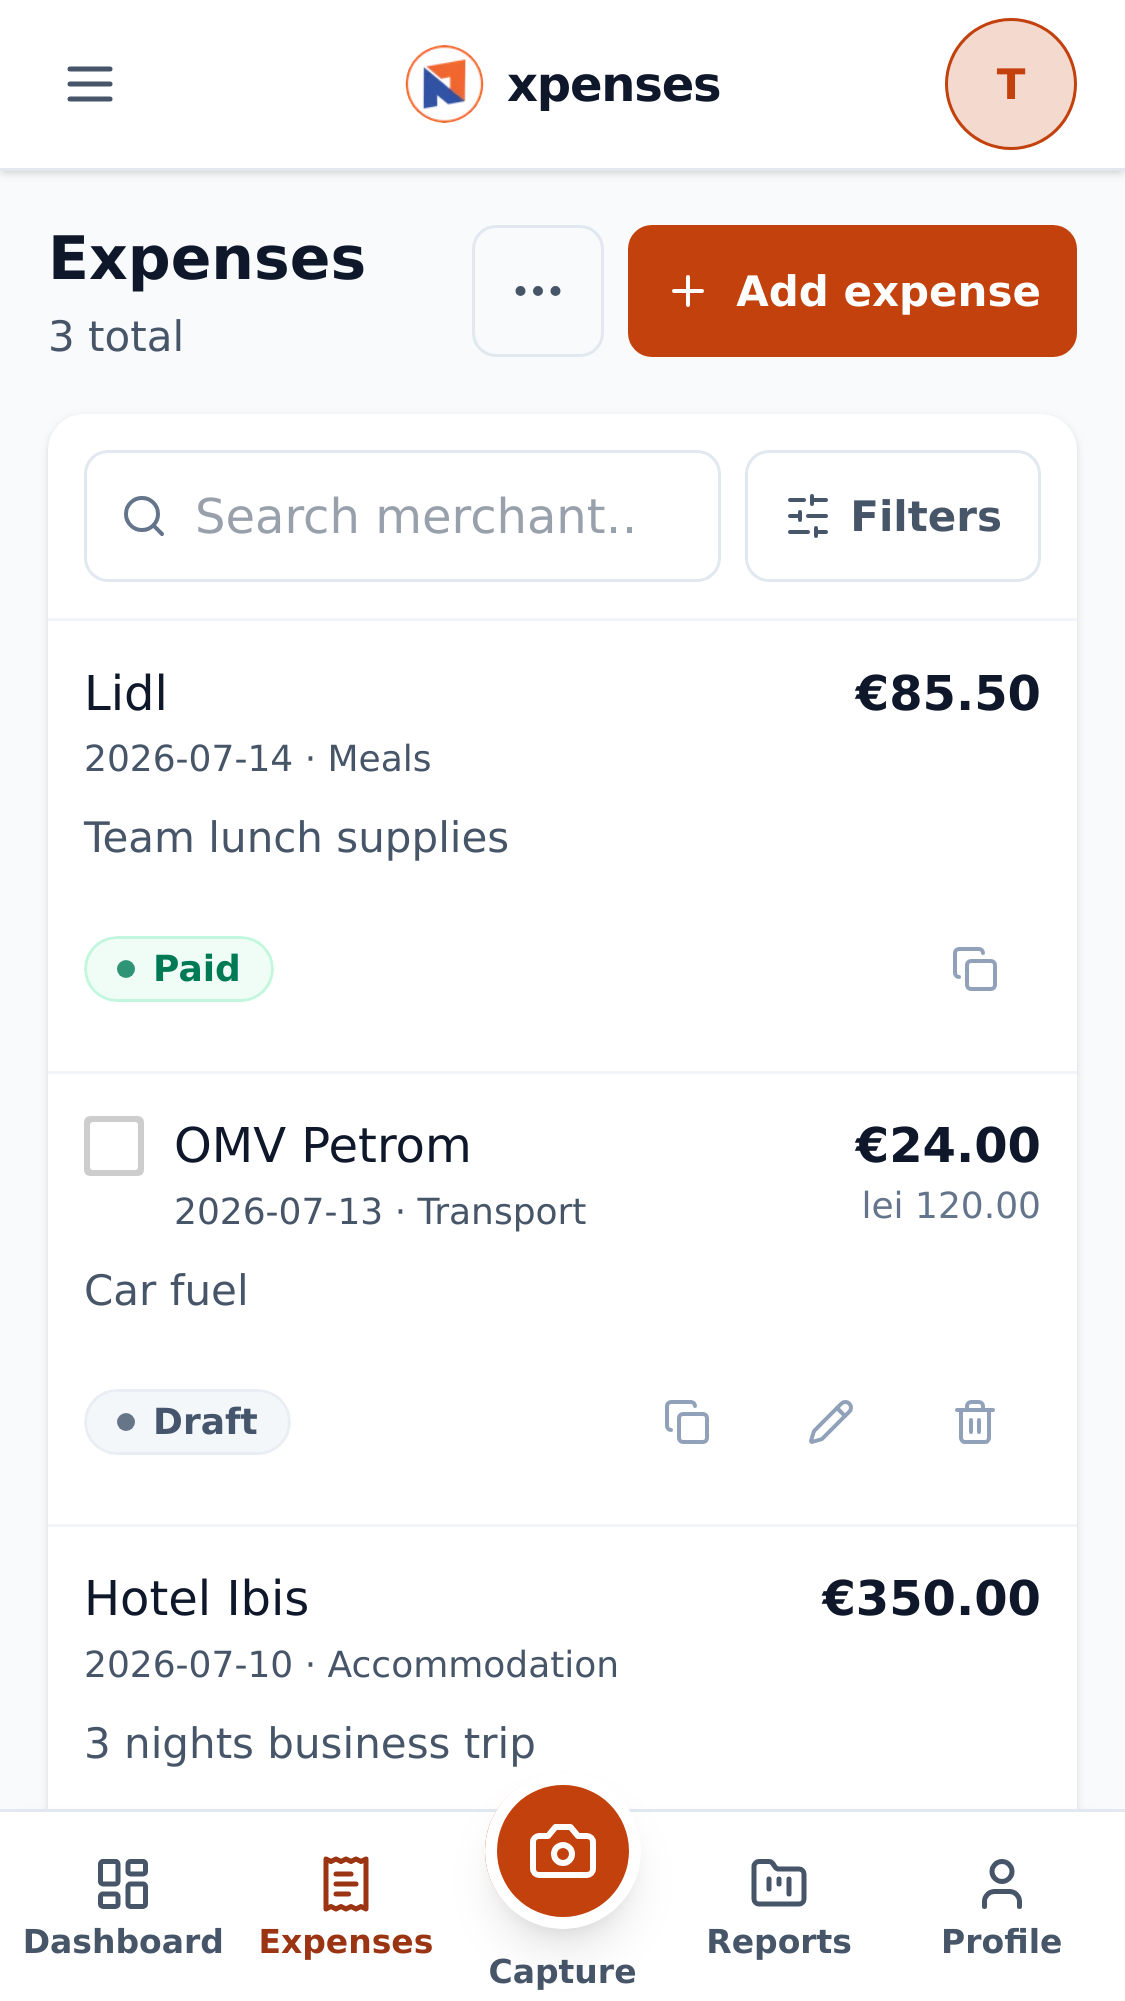 xpenses
T
Expenses
3 total
Add expense
Search merchant..
Filters
Lidl
€85.50
2026-07-14 · Meals
Team lunch supplies
Paid
OMV Petrom
€24.00
2026-07-13 · Transport
lei 120.00
Car fuel
Draft
Hotel Ibis
€350.00
2026-07-10 · Accommodation
3 nights business trip
Dashboard
Expenses
Capture
Reports
Profile